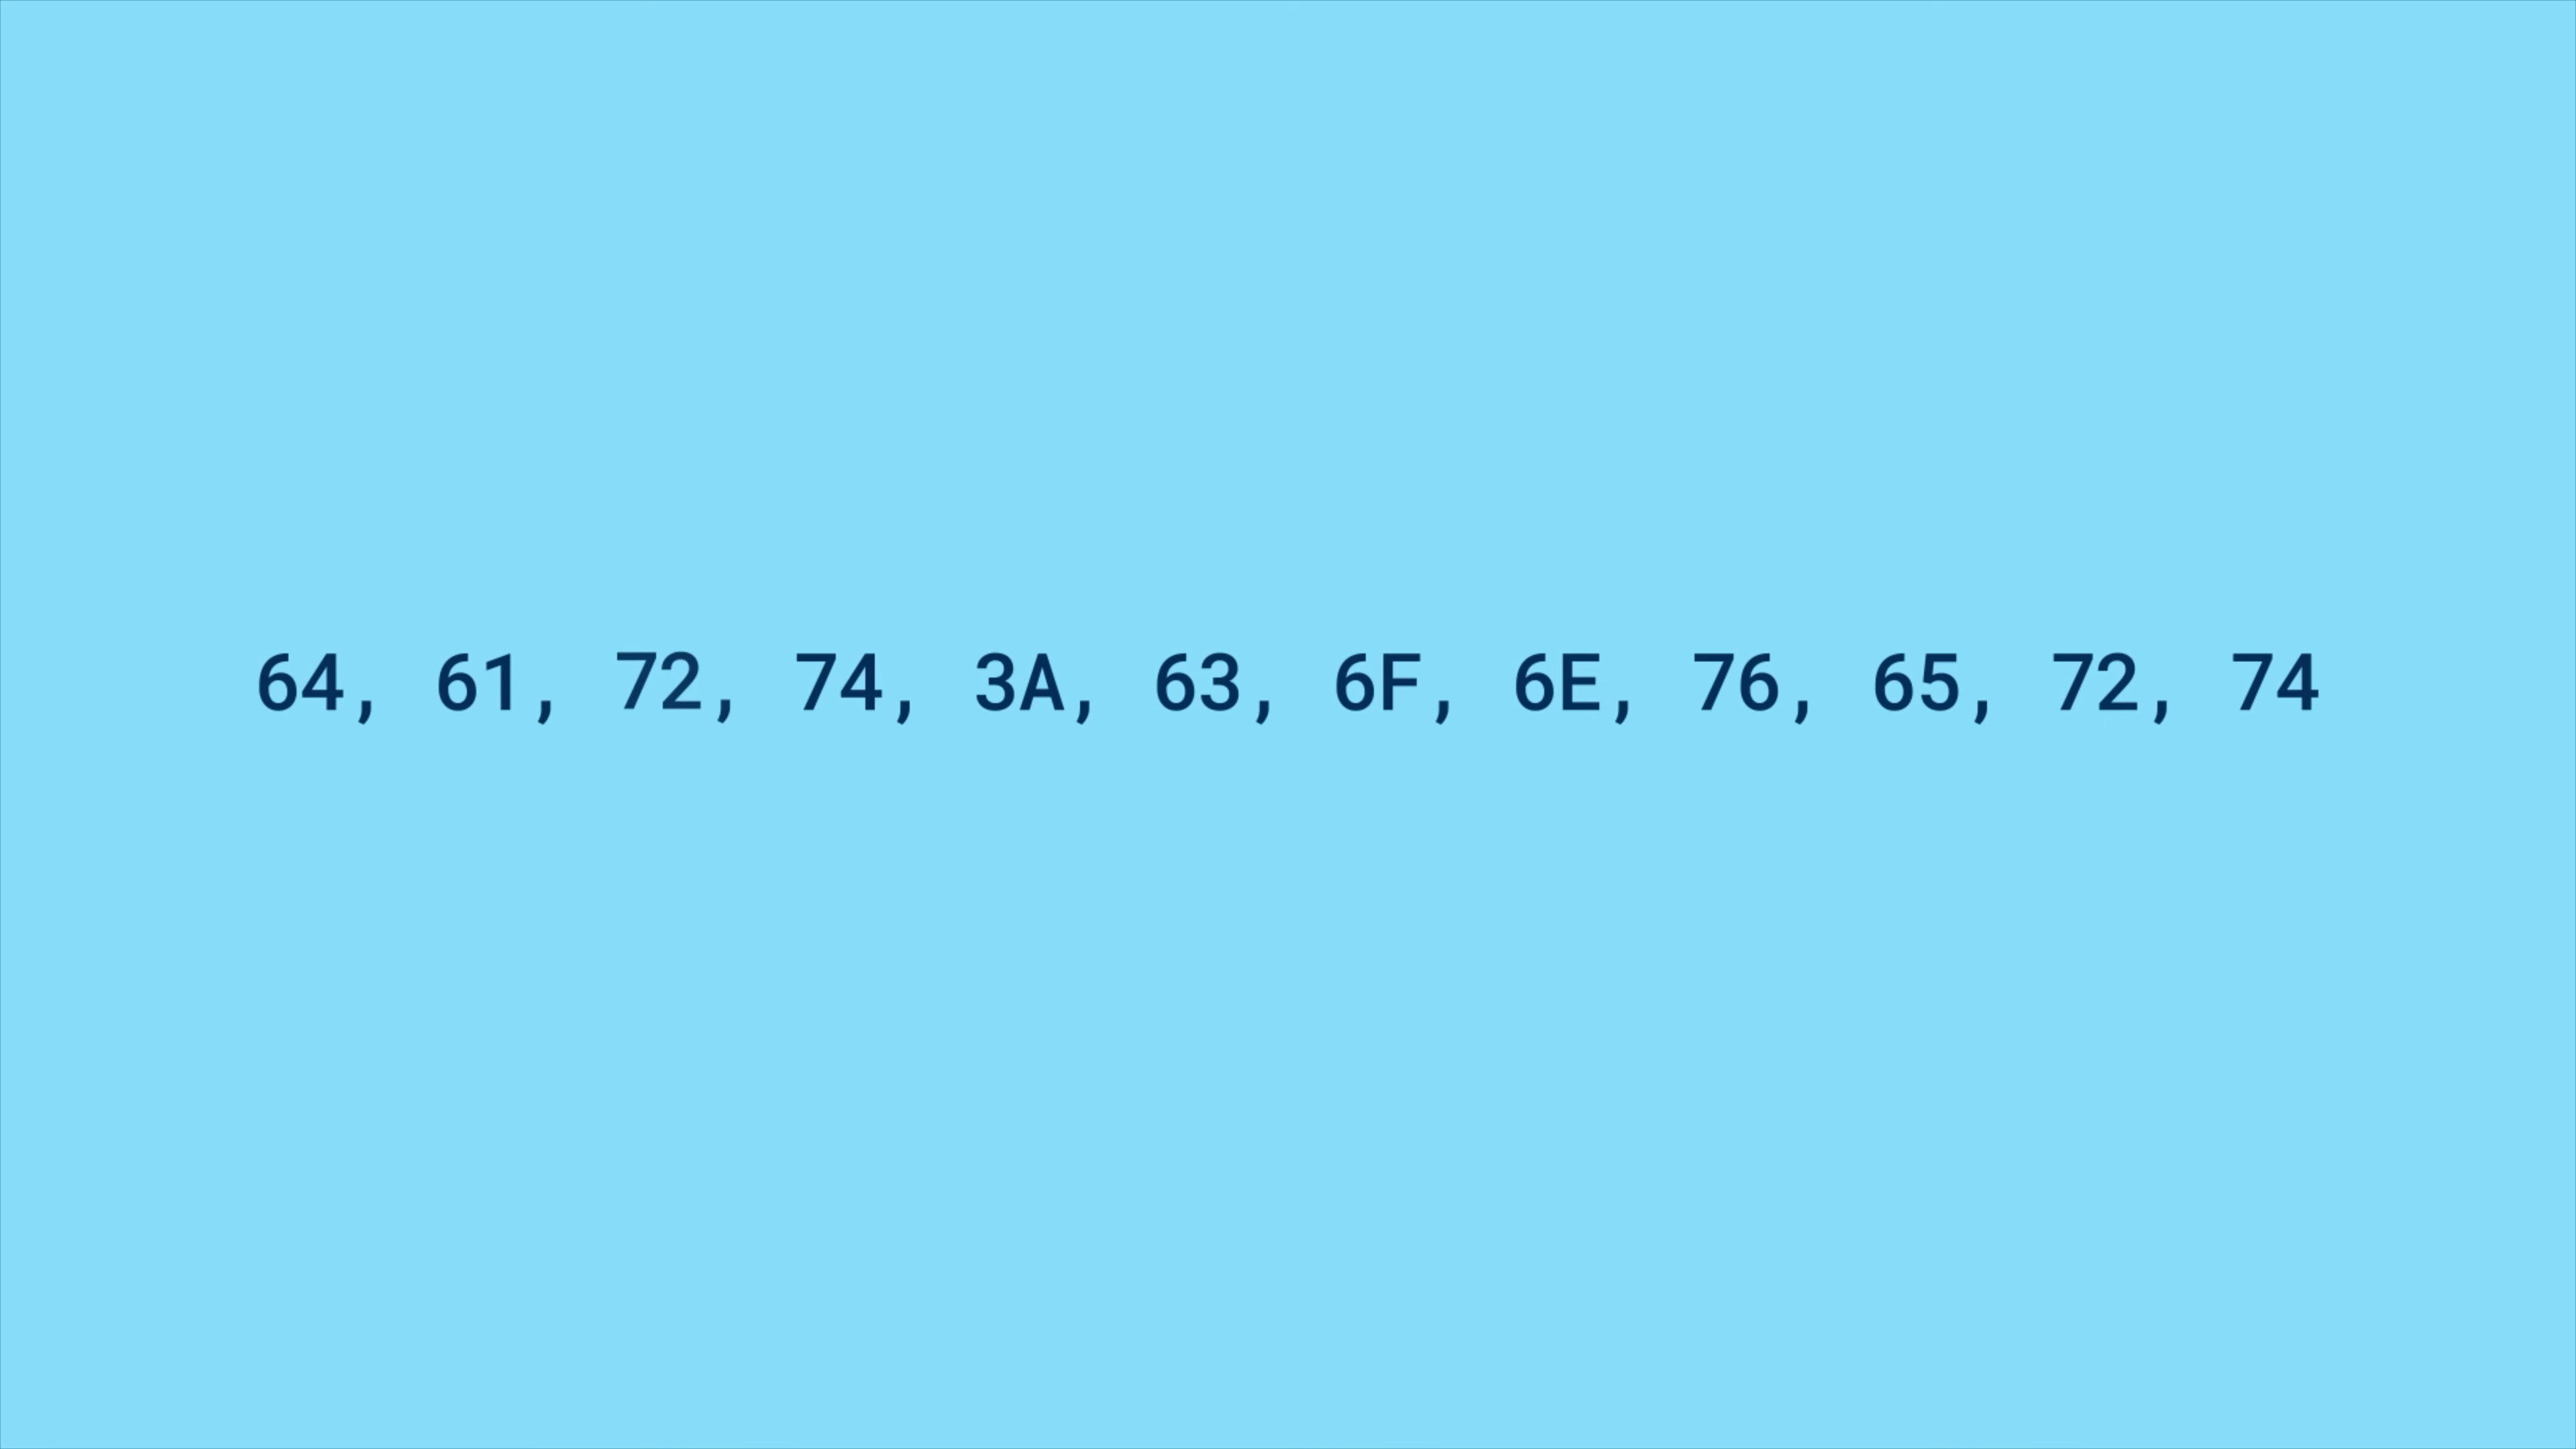 64, 61, 72, 74, 3A, 63, 6F, 6E, 76, 65, 72, 74